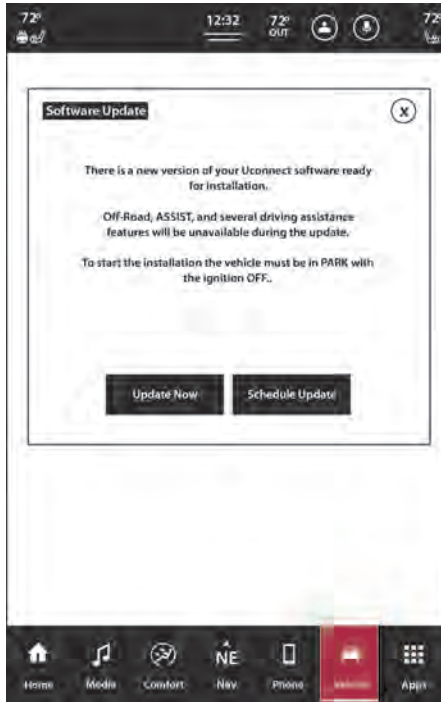 72°
12:32
72°
OUT
72
Software Update
X
There is a new version of your Uconnect software ready
for installation.
Off-Road, ASSIST, and several driving assistance
features will be unavailable during the update.
To start the installation the vehicle must be in PARK with
the ignition OFF..
Update Now
Schedule Update
NE
Home
Media
Comfort
Nav
Phone
Vehicle
Apps